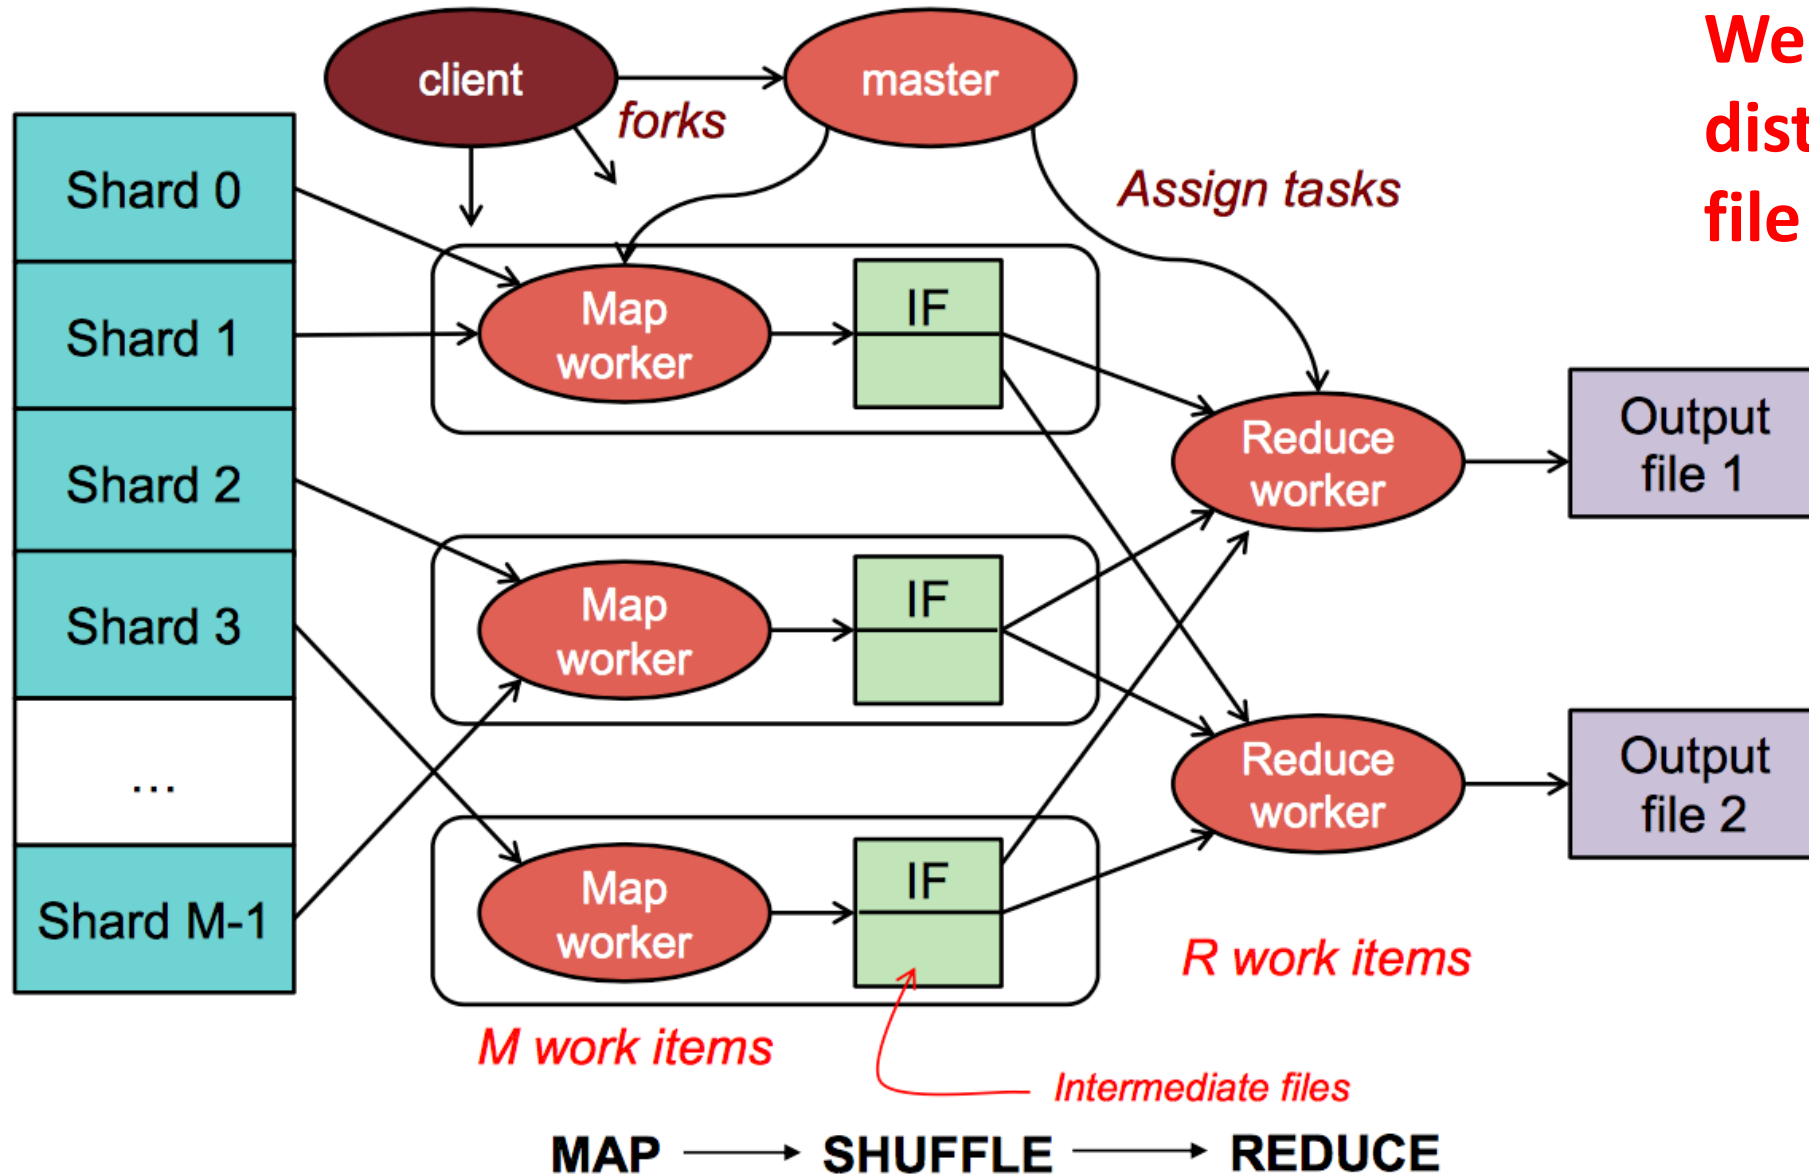 client
master
forks
Assign tasks
We
dist
file
Shard 0
Shard 1
Shard 2
Shard 3
...
Shard M-1
Map
worker
IF
Map
worker
IF
Map
worker
IF
Reduce
worker
Reduce
worker
Output
file 1
Output
file 2
M work items
R work items
Intermediate files
MAP → SHUFFLE → REDUCE